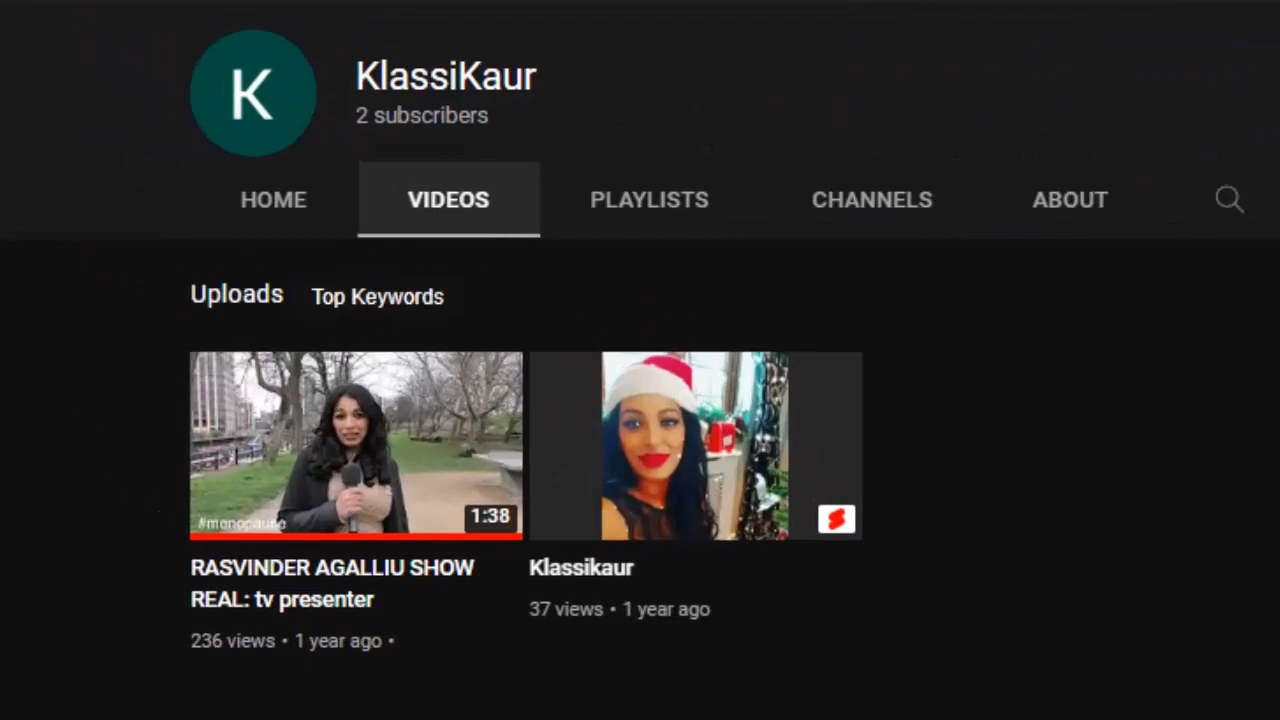 K
KlassiKaur
2 subscribers
HOME VIDEOS PLAYLISTS CHANNELS ABOUT
Uploads Top Keywords
#menopause
1:38
RASVINDER AGALLIU SHOW
REAL: tv presenter
236 views • 1 year ago •
Klassikaur
37 views • 1 year ago